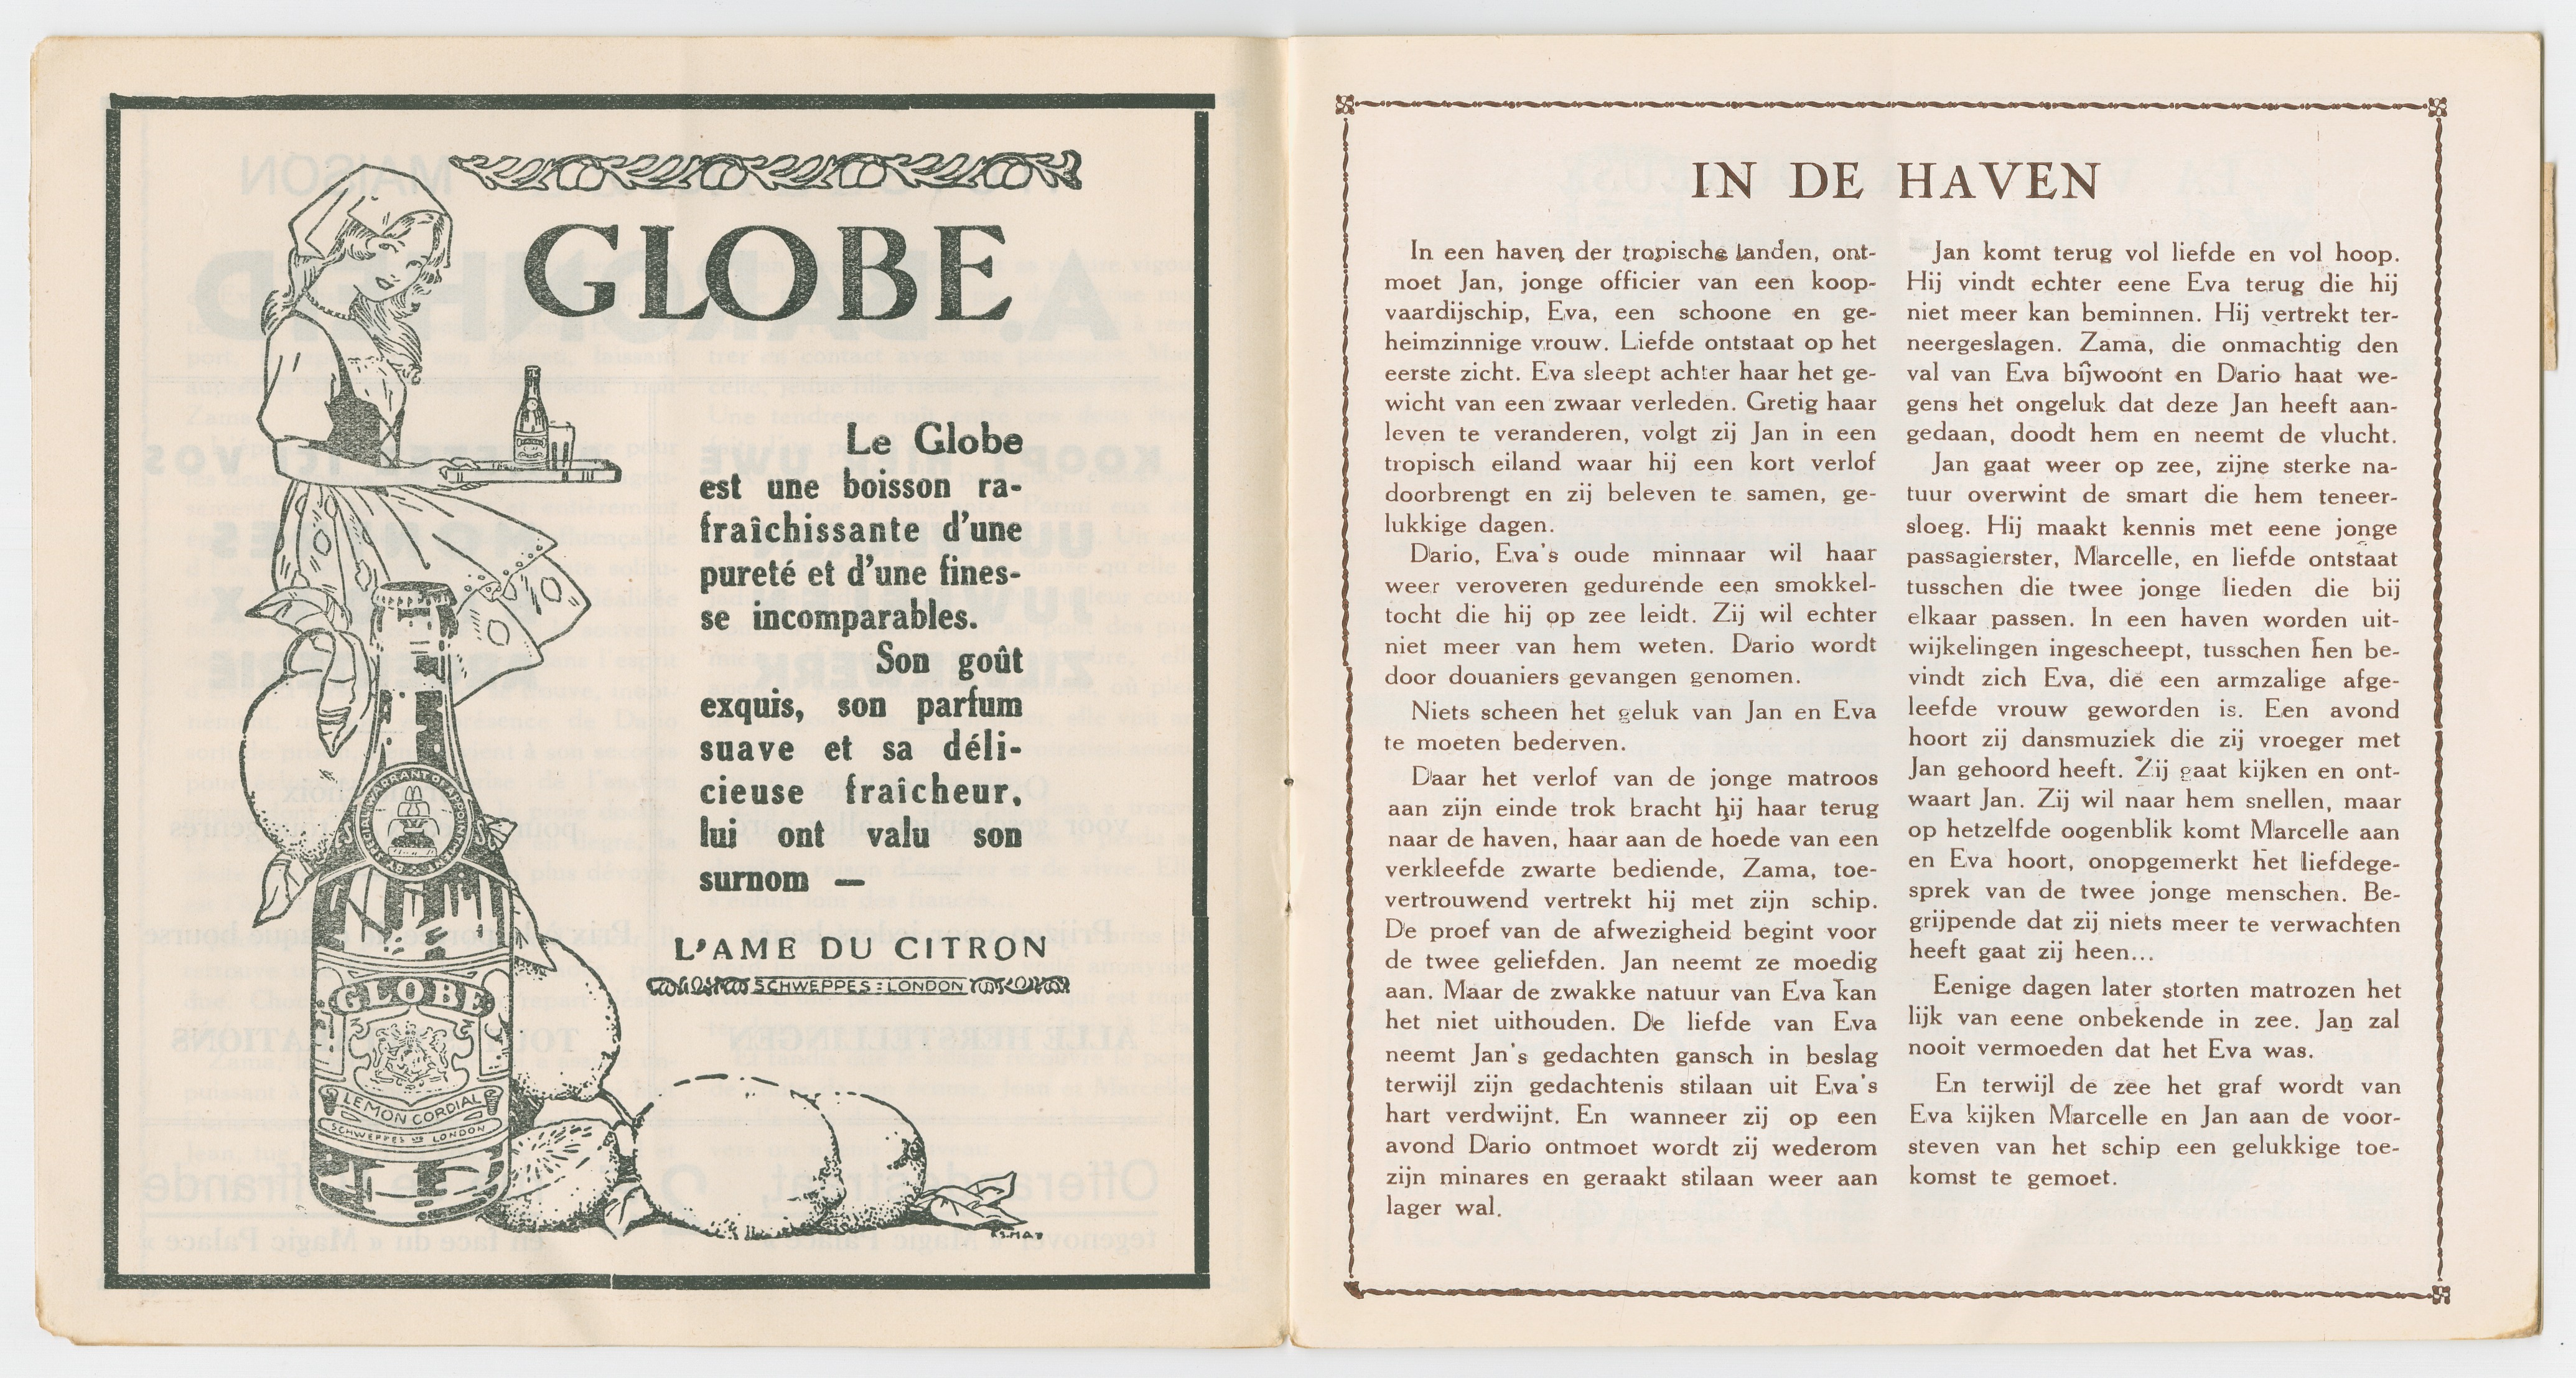 GLOBE
Le Globe
est une boisson ra-
fraîchissante d'une
pureté et d'une fines-
se incomparables.
Son goût
exquis, son parfum
suave et sa déli-
cieuse fraîcheur,
lui ont valu son
surnom —
L'AME DU CITRON
SCHWEPPES = LONDON
GLOBE
LEMON CORDIAL
SCHWEPPES LTD LONDON
IN DE HAVEN
In een haven der tropische landen, ont-
moet Jan, jonge officier van een koop-
vaardijschip, Eva, een schoone en ge-
heimzinnige vrouw. Liefde ontstaat op het
eerste zicht. Eva sleept achter haar het ge-
wicht van een zwaar verleden. Gretig haar
leven te veranderen, volgt zij Jan in een
tropisch eiland waar hij een kort verlof
doorbrengt en zij beleven te samen, ge-
lukkige dagen.
Dario, Eva's oude minnaar wil haar
weer veroveren gedurende een smokkel-
tocht die hij op zee leidt. Zij wil echter
niet meer van hem weten. Dario wordt
door douaniers gevangen genomen.
Niets scheen het geluk van Jan en Eva
te moeten bederven.
Daar het verlof van de jonge matroos
aan zijn einde trok bracht hij haar terug
naar de haven, haar aan de hoede van een
verkleefde zwarte bediende, Zama, toe-
vertrouwend vertrekt hij met zijn schip.
De proef van de afwezigheid begint voor
de twee geliefden. Jan neemt ze moedig
aan. Maar de zwakke natuur van Eva kan
het niet uithouden. De liefde van Eva
neemt Jan's gedachten gansch in beslag
terwijl zijn gedachtenis stilaan uit Eva's
hart verdwijnt. En wanneer zij op een
avond Dario ontmoet wordt zij wederom
zijn minares en geraakt stilaan weer aan
lager wal.
Jan komt terug vol liefde en vol hoop.
Hij vindt echter eene Eva terug die hij
niet meer kan beminnen. Hij vertrekt ter-
neergeslagen. Zama, die onmachtig den
val van Eva bijwoont en Dario haat we-
gens het ongeluk dat deze Jan heeft aan-
gedaan, doodt hem en neemt de vlucht.
Jan gaat weer op zee, zijne sterke na-
tuur overwint de smart die hem teneer-
sloeg. Hij maakt kennis met eene jonge
passagierster, Marcelle, en liefde ontstaat
tusschen die twee jonge lieden die bij
elkaar passen. In een haven worden uit-
wijkelingen ingescheept, tusschen hen be-
vindt zich Eva, die een armzalige afge-
leefde vrouw geworden is. Een avond
hoort zij dansmuziek die zij vroeger met
Jan gehoord heeft. Zij gaat kijken en ont-
waart Jan. Zij wil naar hem snellen, maar
op hetzelfde oogenblik komt Marcelle aan
en Eva hoort, onopgemerkt het liefdege-
sprek van de twee jonge menschen. Be-
grijpende dat zij niets meer te verwachten
heeft gaat zij heen...
Eenige dagen later storten matrozen het
lijk van eene onbekende in zee. Jan zal
nooit vermoeden dat het Eva was.
En terwijl de zee het graf wordt van
Eva kijken Marcelle en Jan aan de voor-
steven van het schip een gelukkige toe-
komst te gemoet.